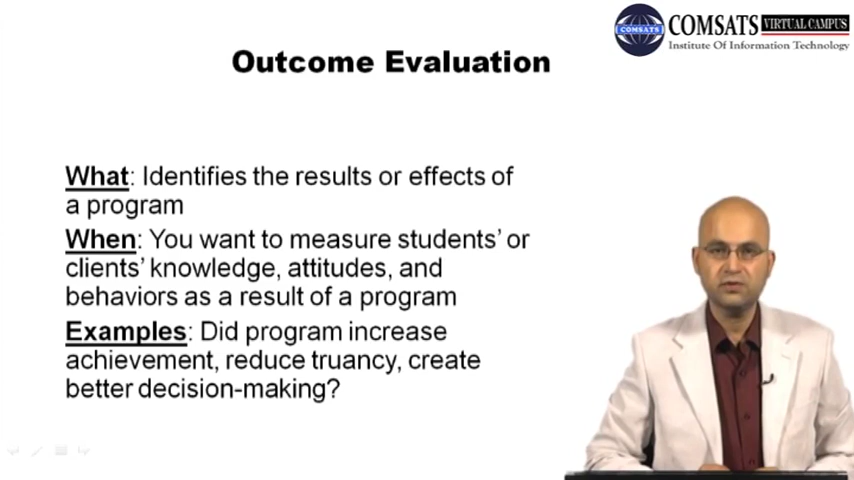 COMSATS VIRTUAL CAMPUS
Institute Of Information Technology
COMSATS
Outcome Evaluation
What: Identifies the results or effects of
a program
When: You want to measure students' or
clients' knowledge, attitudes, and
behaviors as a result of a program
Examples: Did program increase
achievement, reduce truancy, create
better decision-making?